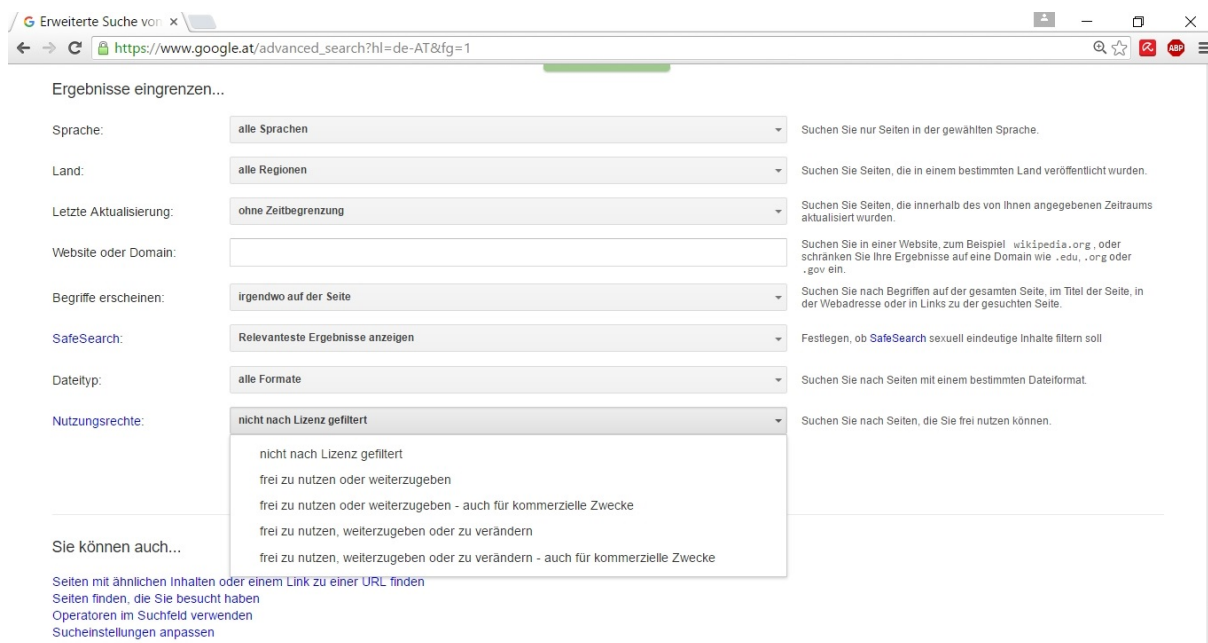 Erweiterte Suche von
https://www.google.at/advanced_search?hl=de-AT&fg=1
ABP
Ergebnisse eingrenzen...
Sprache: alle Sprachen Suchen Sie nur Seiten in der gewählten Sprache.
Land: alle Regionen Suchen Sie Seiten, die in einem bestimmten Land veröffentlicht wurden.
Letzte Aktualisierung: ohne Zeitbegrenzung Suchen Sie Seiten, die innerhalb des von Ihnen angegebenen Zeitraums
aktualisiert wurden.
Website oder Domain: Suchen Sie in einer Website, zum Beispiel wikipedia.org, oder
schränken Sie Ihre Ergebnisse auf eine Domain wie .edu, .org oder
.gov ein.
Begriffe erscheinen: irgendwo auf der Seite Suchen Sie nach Begriffen auf der gesamten Seite, im Titel der Seite, in
der Webadresse oder in Links zu der gesuchten Seite.
SafeSearch: Relevanteste Ergebnisse anzeigen Festlegen, ob SafeSearch sexuell eindeutige Inhalte filtern soll
Dateityp: alle Formate Suchen Sie nach Seiten mit einem bestimmten Dateiformat.
Nutzungsrechte: nicht nach Lizenz gefiltert Suchen Sie nach Seiten, die Sie frei nutzen können.
nicht nach Lizenz gefiltert
frei zu nutzen oder weiterzugeben
frei zu nutzen oder weiterzugeben - auch für kommerzielle Zwecke
frei zu nutzen, weiterzugeben oder zu verändern
frei zu nutzen, weiterzugeben oder zu verändern - auch für kommerzielle Zwecke
Sie können auch...
Seiten mit ähnlichen Inhalten oder einem Link zu einer URL finden
Seiten finden, die Sie besucht haben
Operatoren im Suchfeld verwenden
Sucheinstellungen anpassen